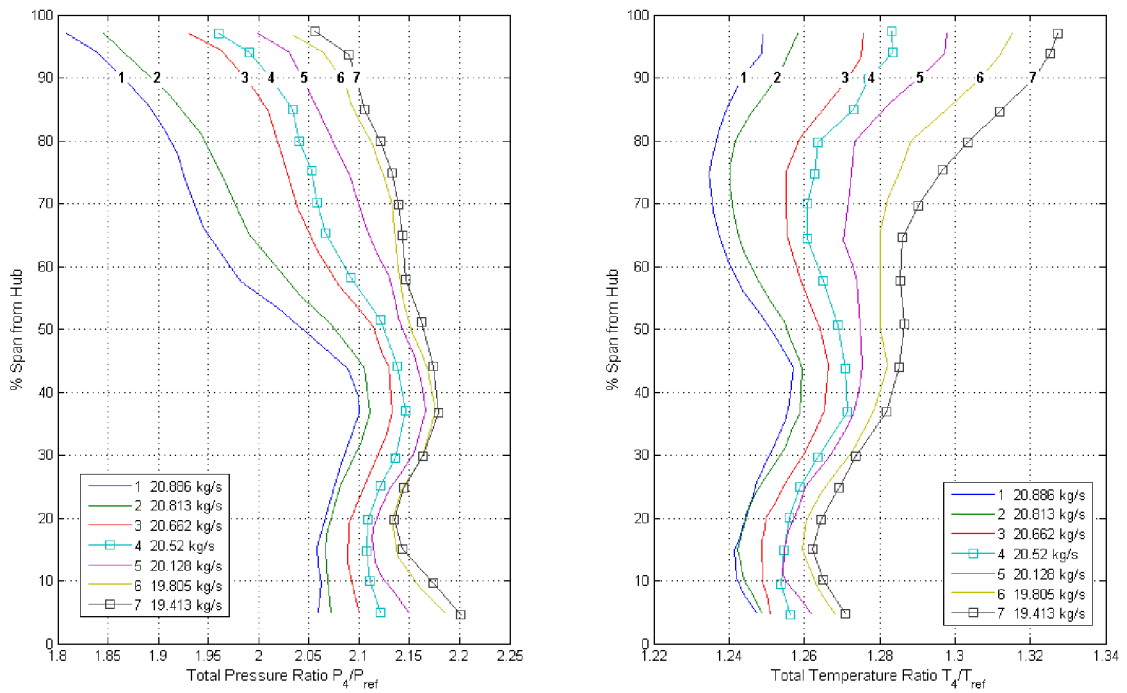 100
90
80
70
60
50
40
30
20
10
0
% Span from Hub
1
2
3
4
5
6
7
1 20.886 kg/s
2 20.813 kg/s
3 20.662 kg/s
4 20.52 kg/s
5 20.128 kg/s
6 19.805 kg/s
7 19.413 kg/s
1.8 1.85 1.9 1.95 2 2.05 2.1 2.15 2.2 2.25
Total Pressure Ratio P4/Pref
100
90
80
70
60
50
40
30
20
10
0
% Span from Hub
1
2
3
4
5
6
7
1 20.886 kg/s
2 20.813 kg/s
3 20.662 kg/s
4 20.52 kg/s
5 20.128 kg/s
6 19.805 kg/s
7 19.413 kg/s
1.22 1.24 1.26 1.28 1.3 1.32 1.34
Total Temperature Ratio T4/Tref